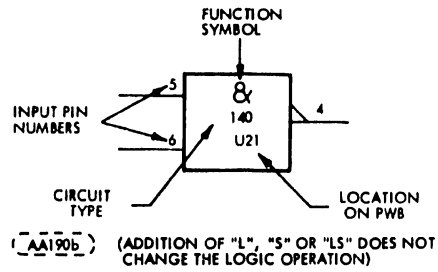 FUNCTION
SYMBOL
5
&
4
140
INPUT PIN
NUMBERS
6
U21
CIRCUIT
TYPE
LOCATION
ON PWB
AA190b
(ADDITION OF "L", "S" OR "LS" DOES NOT
CHANGE THE LOGIC OPERATION)